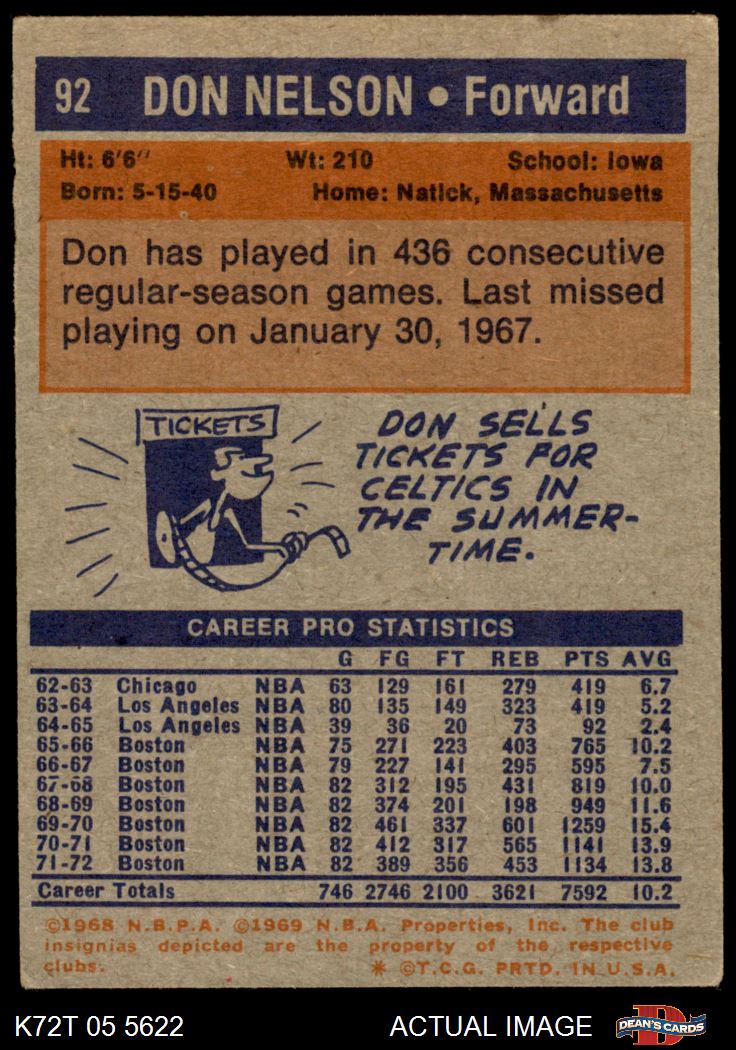 92 DON NELSON • Forward
Ht: 6'6" Wt: 210 School: Iowa
Born: 5-15-40 Home: Natick, Massachusetts
Don has played in 436 consecutive
regular-season games. Last missed
playing on January 30, 1967.
TICKETS
DON SELLS
TICKETS FOR
CELTICS IN
THE SUMMER-
TIME.
CAREER PRO STATISTICS
G FG FT REB PTS AVG
62-63 Chicago NBA 63 129 161 279 419 6.7
63-64 Los Angeles NBA 80 135 149 323 419 5.2
64-65 Los Angeles NBA 39 36 20 73 92 2.4
65-66 Boston NBA 75 271 223 403 765 10.2
66-67 Boston NBA 79 227 141 295 595 7.5
67-68 Boston NBA 82 312 195 431 819 10.0
68-69 Boston NBA 82 374 201 198 949 11.6
69-70 Boston NBA 82 461 337 601 1259 15.4
70-71 Boston NBA 82 412 317 565 1141 13.9
71-72 Boston NBA 82 389 356 453 1134 13.8
Career Totals 746 2746 2100 3621 7592 10.2
©1968 N.B.P.A. ©1969 N.B.A. Properties, Inc. The club
insignias depicted are the property of the respective
clubs. * ©T.C.G. PRTD. IN U.S.A.
K72T 05 5622 ACTUAL IMAGE
D
DEAN'S CARDS